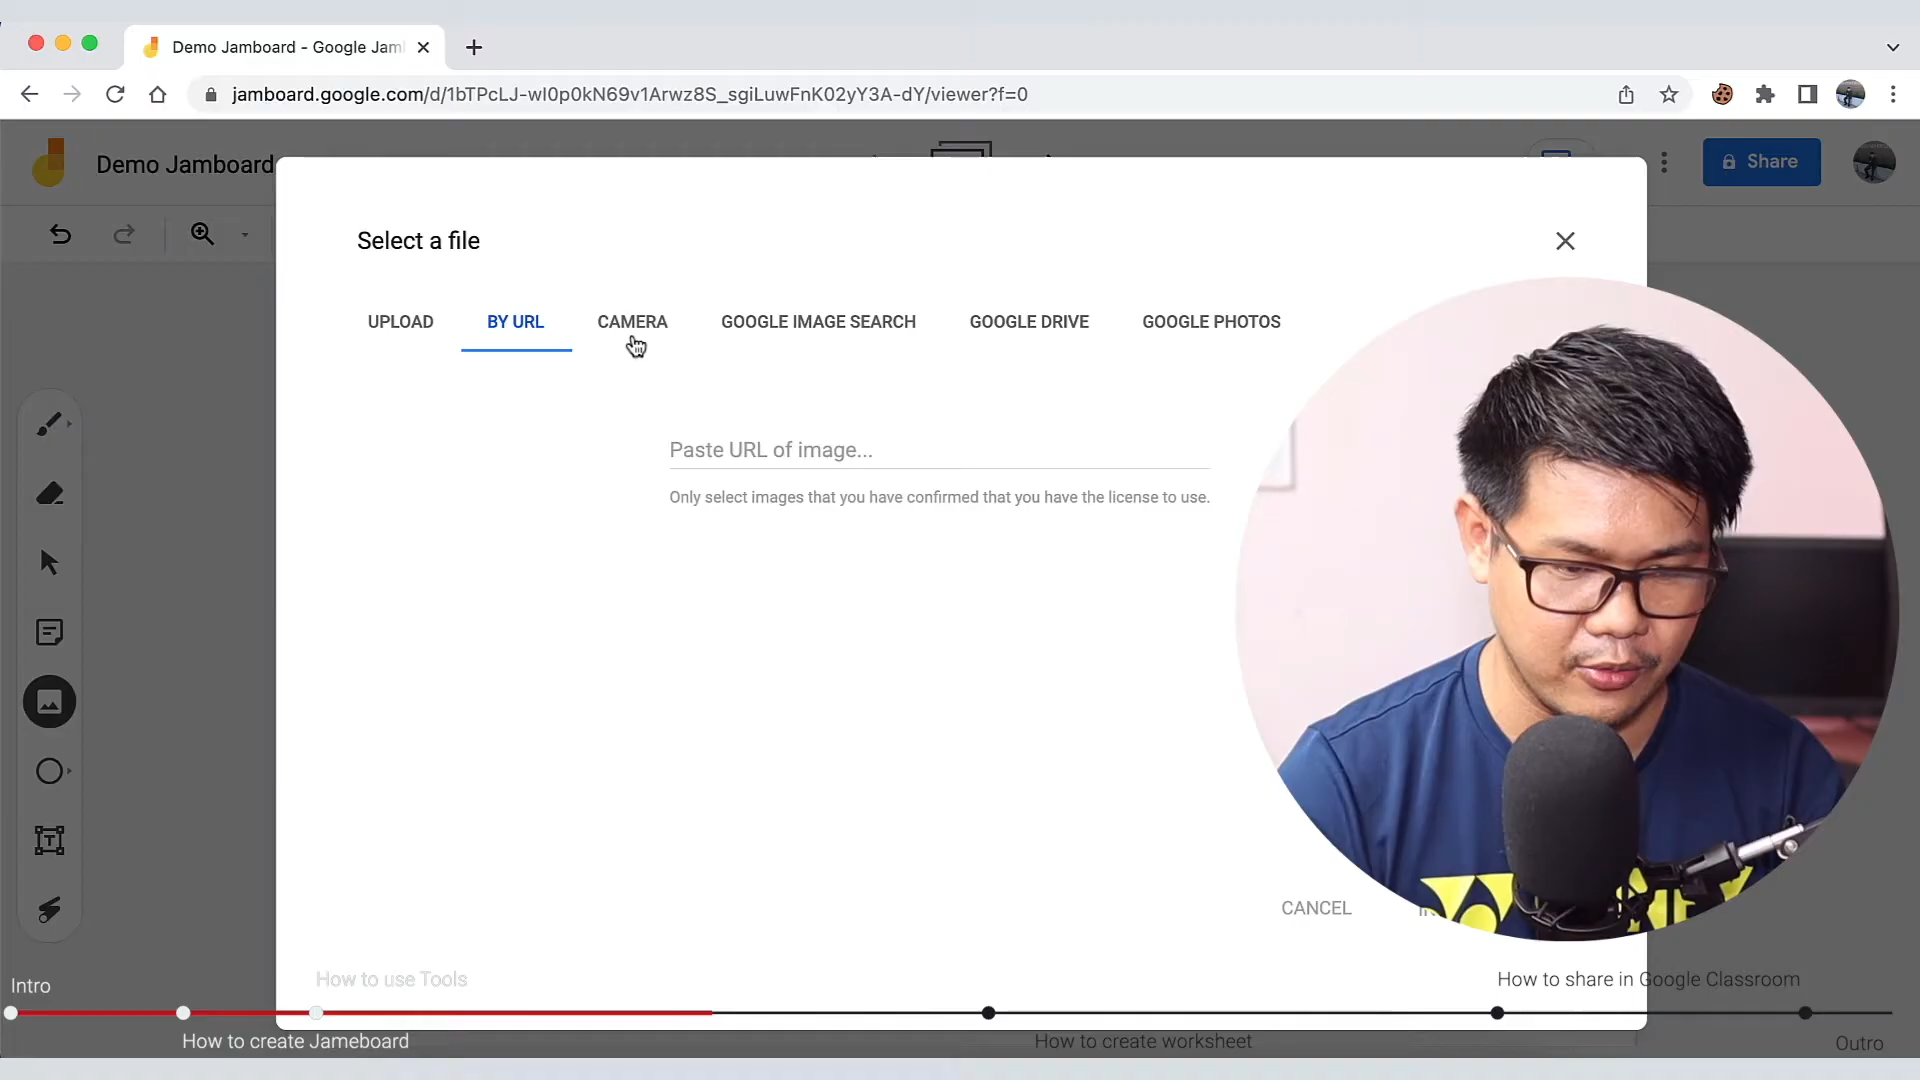 Demo Jamboard - Google Jam
jamboard.google.com/d/1bTPcLJ-wI0p0kN69v1Arwz8S_sgiLuwFnK02yY3A-dY/viewer?f=0
Demo Jamboard
Share
Select a file
UPLOAD
BY URL
CAMERA
GOOGLE IMAGE SEARCH
GOOGLE DRIVE
GOOGLE PHOTOS
Paste URL of image...
Only select images that you have confirmed that you have the license to use.
CANCEL
Intro
How to use Tools
How to share in Google Classroom
How to create Jameboard
How to create worksheet
Outro